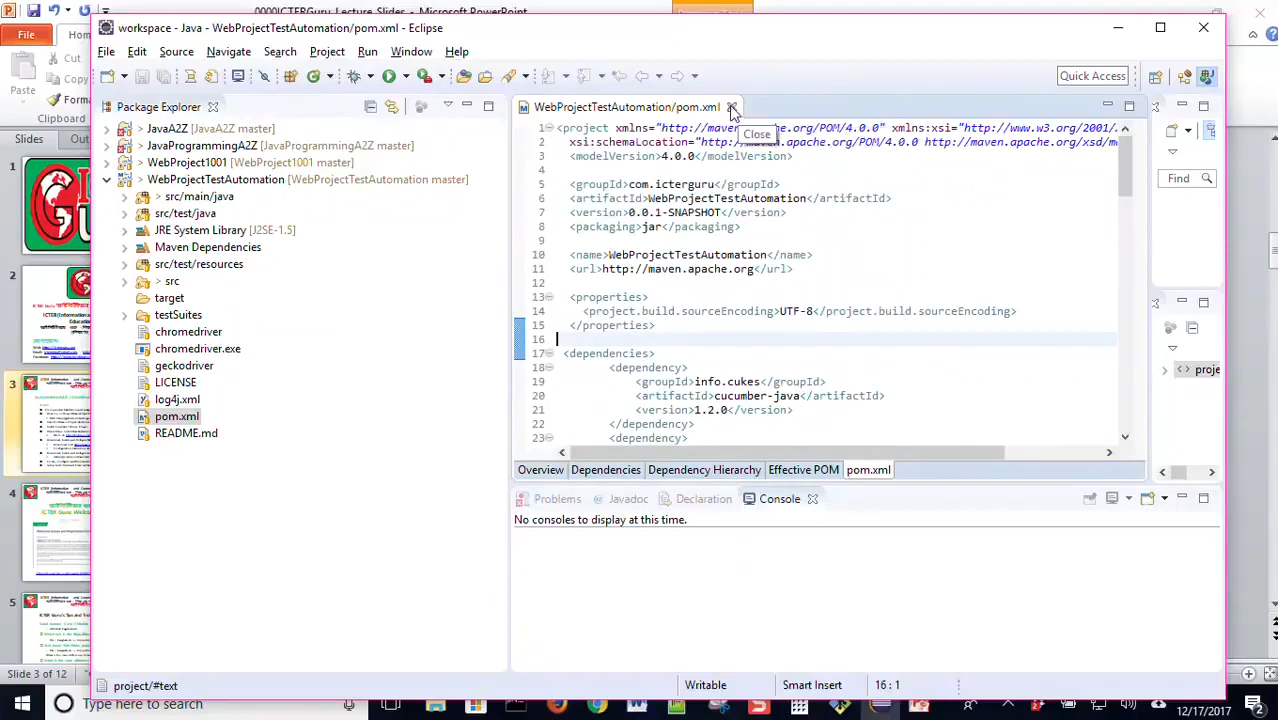 0000ICTERGuru_Lecture_Slides - Microsoft PowerPoint
File
Paste
Cut
Copy
Format
Clipboard
Slides
Slide 3 of 12
workspace - Java - WebProjectTestAutomation/pom.xml - Eclipse
File Edit Source Navigate Search Project Run Window Help
Quick Access
Package Explorer
> JavaA2Z [JavaA2Z master]
> JavaProgrammingA2Z [JavaProgrammingA2Z master]
> WebProject1001 [WebProject1001 master]
> WebProjectTestAutomation [WebProjectTestAutomation master]
> src/main/java
src/test/java
JRE System Library [J2SE-1.5]
Maven Dependencies
src/test/resources
> src
target
testSuites
chromedriver
chromedriver.exe
geckodriver
LICENSE
log4j.xml
pom.xml
README.md
WebProjectTestAutomation/pom.xml
Close
1 <project xmlns="http://maven.apache.org/POM/4.0.0" xmlns:xsi="http://www.w3.org/2001/
2 xsi:schemaLocation="http://maven.apache.org/POM/4.0.0 http://maven.apache.org/xsd/m
3 <modelVersion>4.0.0</modelVersion>
4
5 <groupId>com.icterguru</groupId>
6 <artifactId>WebProjectTestAutomation</artifactId>
7 <version>0.0.1-SNAPSHOT</version>
8 <packaging>jar</packaging>
9
10 <name>WebProjectTestAutomation</name>
11 <url>http://maven.apache.org</url>
12
13 <properties>
14 <project.build.sourceEncoding>UTF-8</project.build.sourceEncoding>
15 </properties>
16
17 <dependencies>
18 <dependency>
19 <groupId>info.cukes</groupId>
20 <artifactId>cucumber-java</artifactId>
21 <version>1.2.0</version>
22 </dependency>
23 <dependency>
Overview Dependencies Dependency Hierarchy Effective POM pom.xml
Find
proje
Problems Javadoc Declaration Console
No consoles to display at this time.
project/#text
Writable
Smart Insert
16 : 1
Type here to search
12/17/2017